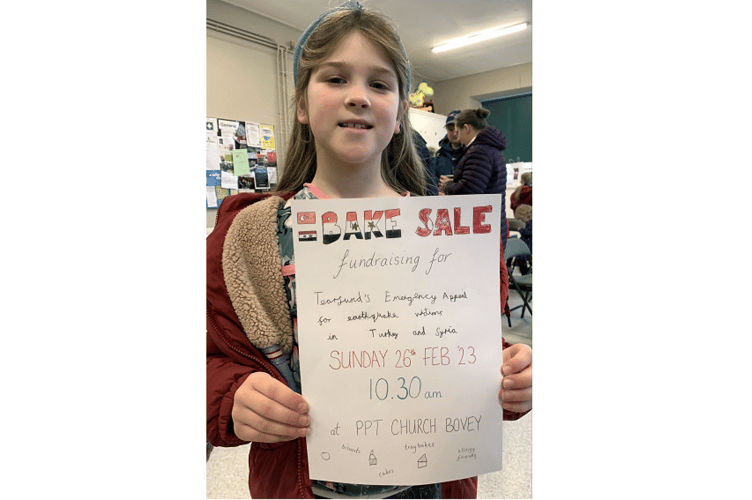 BAKE SALE
fundraising for
Tearfund's Emergency Appeal
for earthquake victims
in Turkey and Syria
SUNDAY 26th FEB '23
10.30 am
at PPT CHURCH BOVEY
biscuits
cakes
traybakes
allergy
friendly